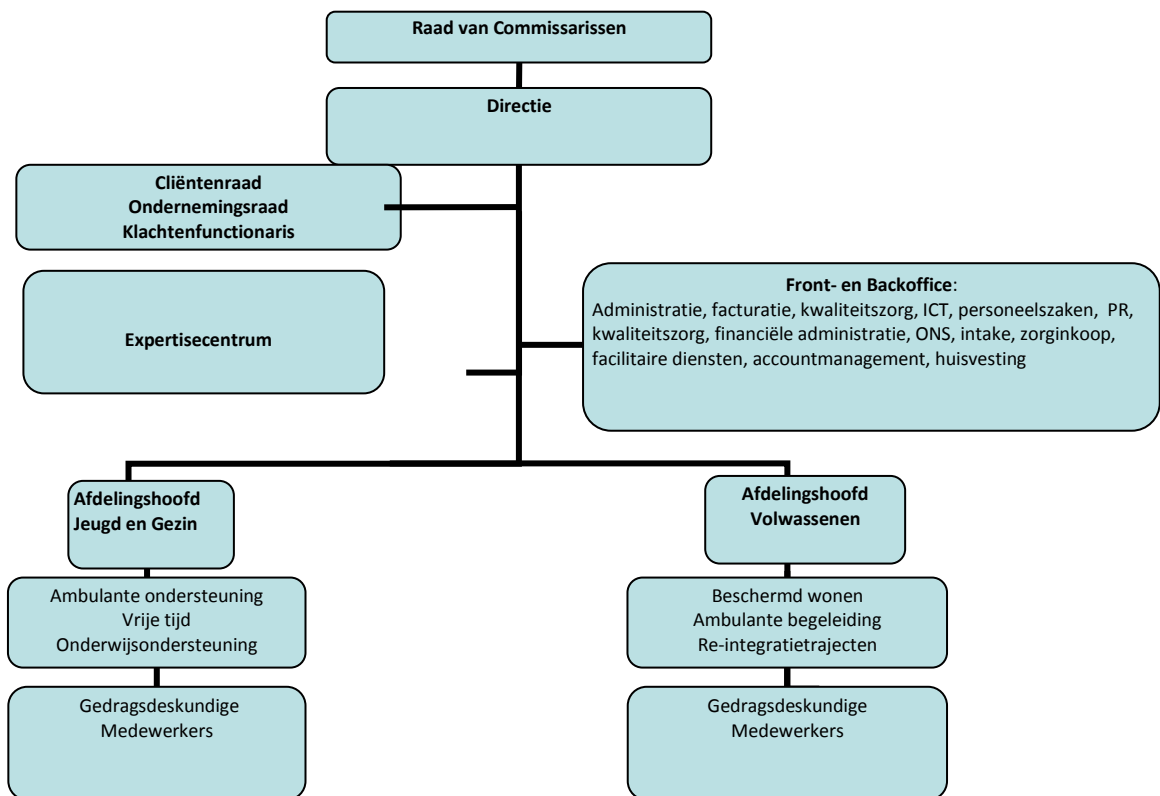 Raad van Commissarissen
Directie
Cliëntenraad
Ondernemingsraad
Klachtenfunctionaris
Expertisecentrum
Front- en Backoffice:
Administratie, facturatie, kwaliteitszorg, ICT, personeelszaken, PR,
kwaliteitszorg, financiële administratie, ONS, intake, zorginkoop,
facilitaire diensten, accountmanagement, huisvesting
Afdelingshoofd
Jeugd en Gezin
Afdelingshoofd
Volwassenen
Ambulante ondersteuning
Vrije tijd
Onderwijsondersteuning
Beschermd wonen
Ambulante begeleiding
Re-integratietrajecten
Gedragsdeskundige
Medewerkers
Gedragsdeskundige
Medewerkers